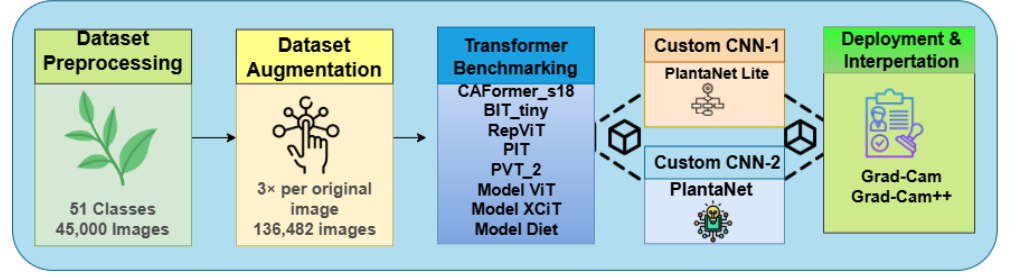 Dataset
Preprocessing
51 Classes
45,000 Images
Dataset
Augmentation
3× per original
image
136,482 images
Transformer
Benchmarking
CAFormer_s18
BIT_tiny
RepViT
PIT
PVT_2
Model ViT
Model XCiT
Model Diet
Custom CNN-1
PlantaNet Lite
Custom CNN-2
PlantaNet
Deployment &
Interpertation
Grad-Cam
Grad-Cam++